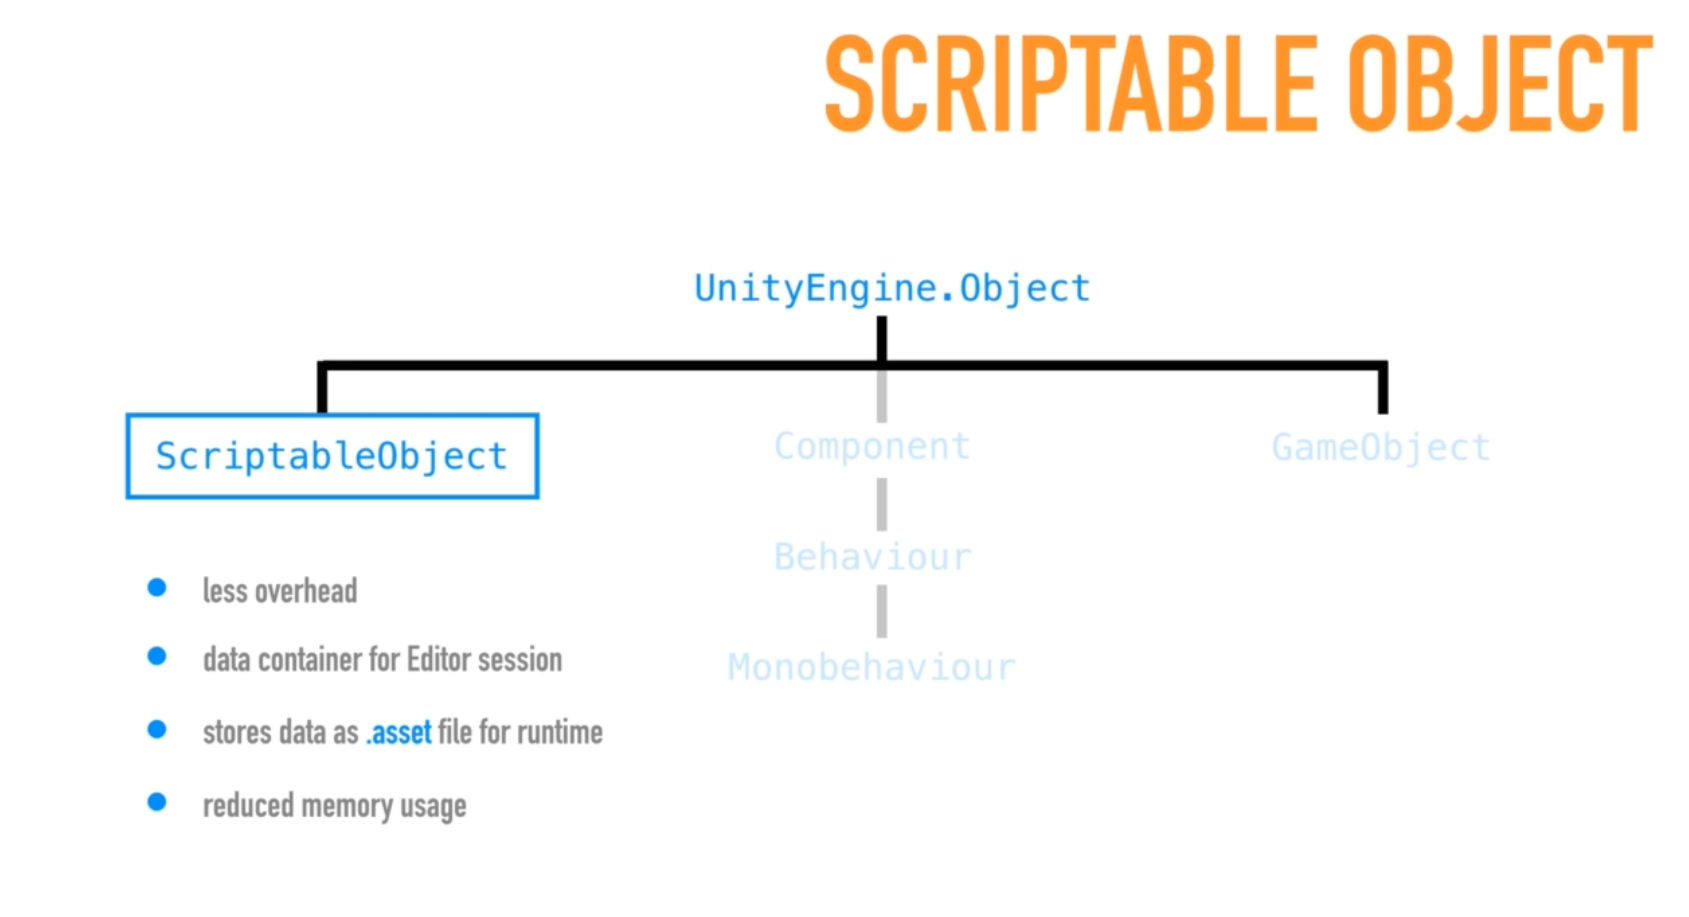 SCRIPTABLE OBJECT
UnityEngine.Object
ScriptableObject
Component
GameObject
Behaviour
Monobehaviour
less overhead
data container for Editor session
stores data as .asset file for runtime
reduced memory usage